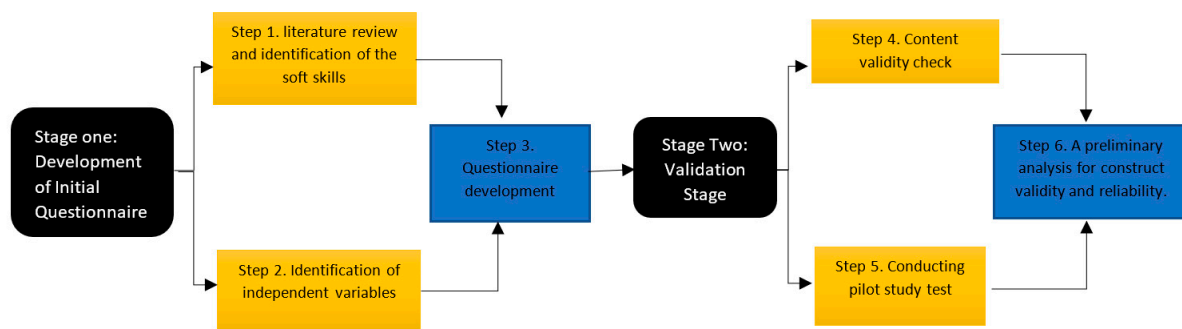 Stage one:
Development
of Initial
Questionnaire
Step 1. literature review
and identification of the
soft skills
Step 2. Identification of
independent variables
Step 3.
Questionnaire
development
Stage Two:
Validation
Stage
Step 4. Content
validity check
Step 5. Conducting
pilot study test
Step 6. A preliminary
analysis for construct
validity and reliability.